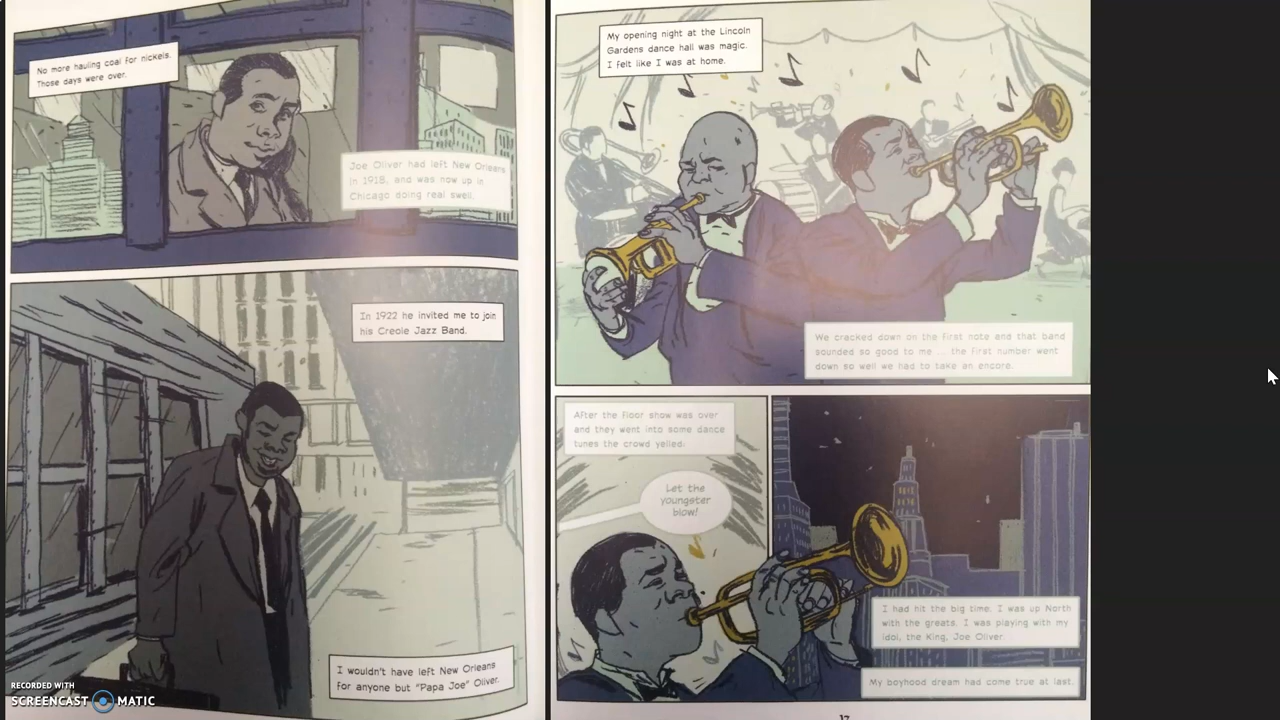 No more hauling coal for nickels.
Those days were over.
Joe Oliver had left New Orleans
in 1918, and was now up in
Chicago doing real swell.
In 1922 he invited me to join
his Creole Jazz Band.
I wouldn't have left New Orleans
for anyone but "Papa Joe" Oliver.
My opening night at the Lincoln
Gardens dance hall was magic.
I felt like I was at home.
We cracked down on the first note and that band
sounded so good to me ... the first number went
down so well we had to take an encore.
After the floor show was over
and they went into some dance
tunes the crowd yelled:
Let the
youngster
blow!
I had hit the big time. I was up North
with the greats. I was playing with my
idol, the King, Joe Oliver.
My boyhood dream had come true at last.
17
RECORDED WITH
SCREENCAST MATIC